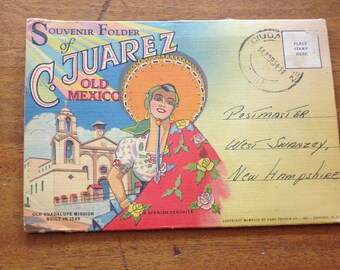 SOUVENIR FOLDER
of
C. JUAREZ
OLD
MEXICO
PLACE
STAMP
HERE
POSTMASTER
WEST SWANZEY,
NEW HAMPSHIRE
OLD GUADALUPE MISSION
BUILT IN 1549
A SPANISH SENORITA